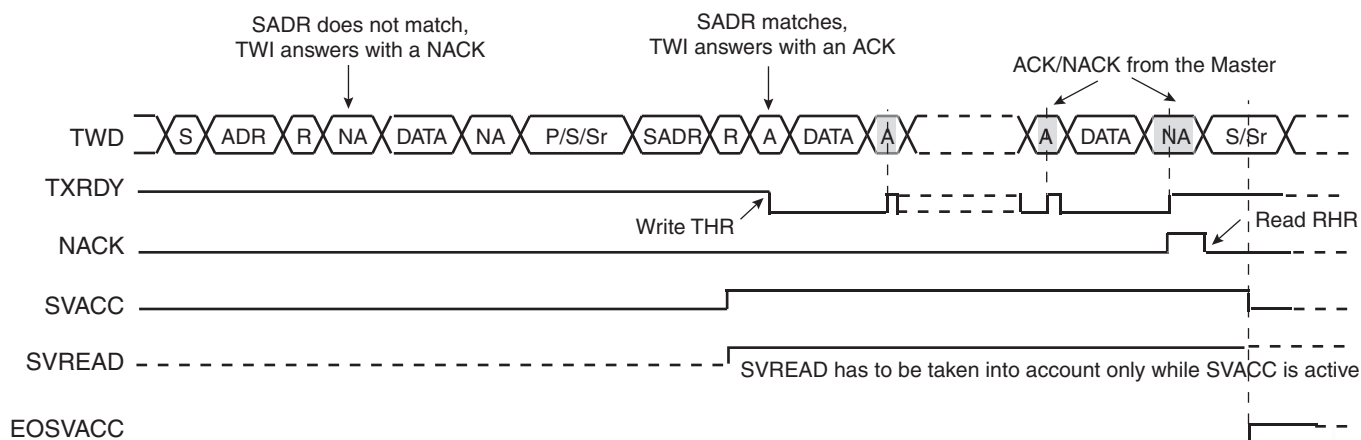 SADR does not match,
TWI answers with a NACK
SADR matches,
TWI answers with an ACK
ACK/NACK from the Master
TWD S ADR R NA DATA NA P/S/Sr SADR R A DATA A A DATA NA S/Sr
TXRDY
Write THR
Read RHR
NACK
SVACC
SVREAD
SVREAD has to be taken into account only while SVACC is active
EOSVACC